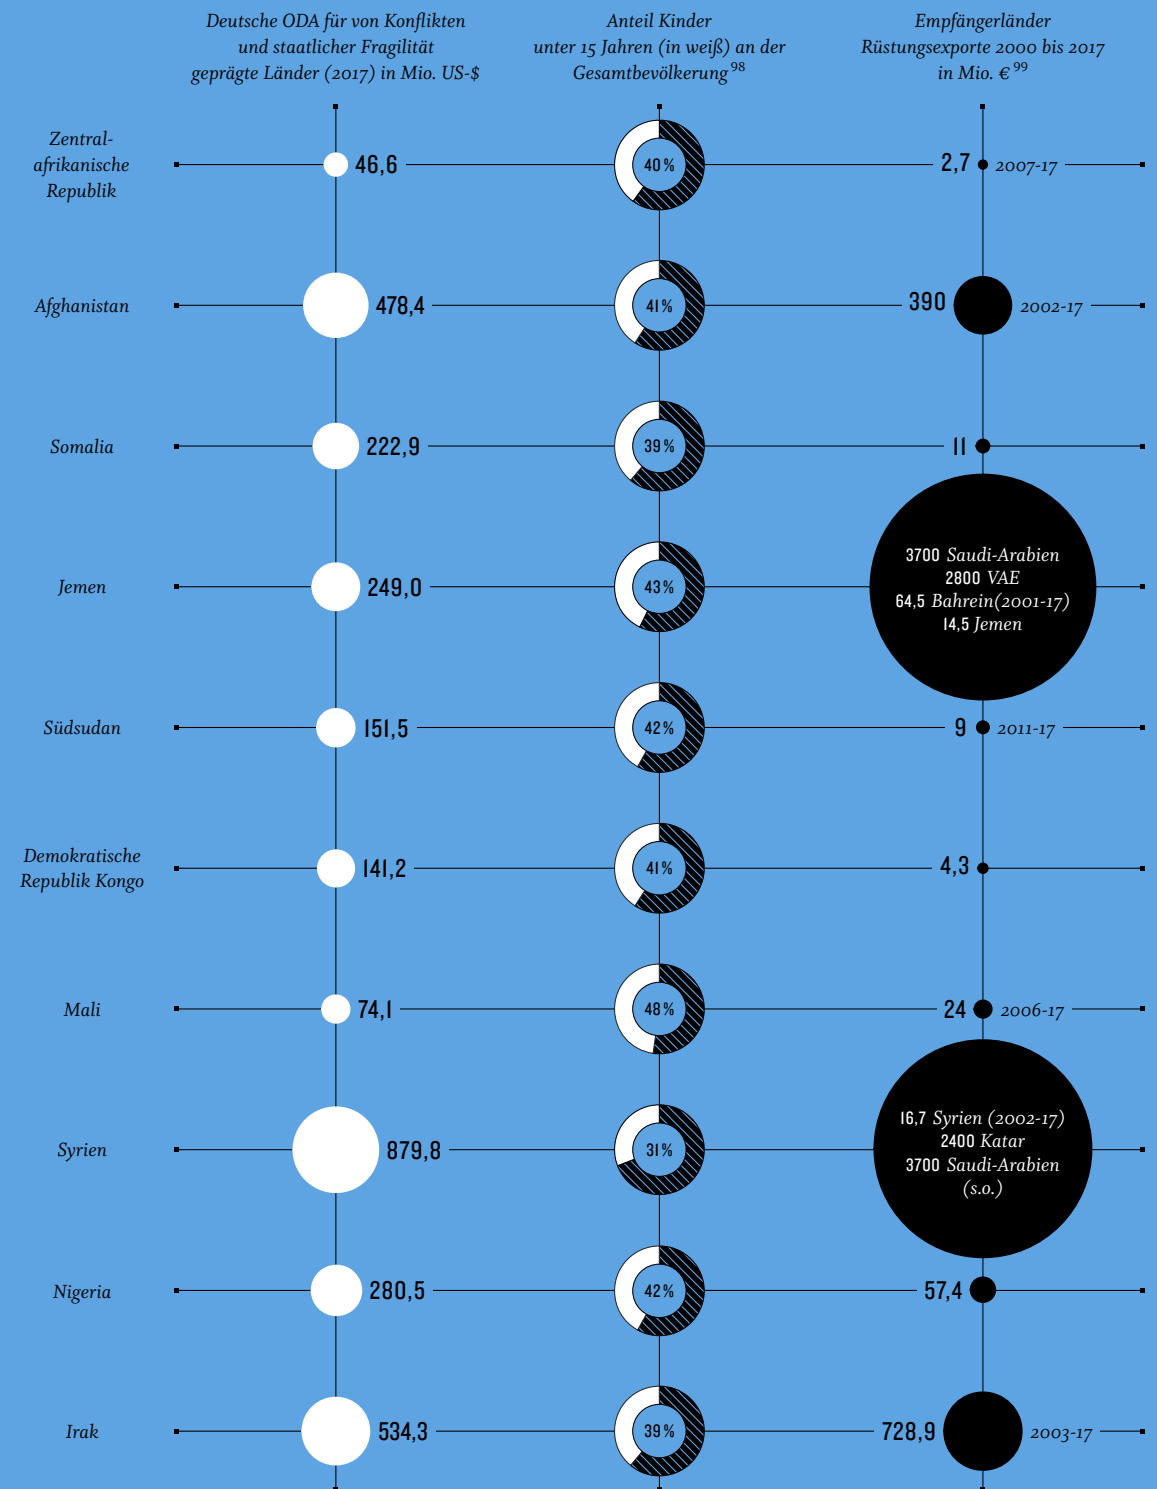 Deutsche ODA für von Konflikten
und staatlicher Fragilität
geprägte Länder (2017) in Mio. US-$
Anteil Kinder
unter 15 Jahren (in weiß) an der
Gesamtbevölkerung 98
Empfängerländer
Rüstungsexporte 2000 bis 2017
in Mio. € 99
Zentral-
afrikanische
Republik
46,6
40 %
2,7
2007-17
Afghanistan
478,4
41 %
390
2002-17
Somalia
222,9
39 %
11
Jemen
249,0
43 %
3700 Saudi-Arabien
2800 VAE
64,5 Bahrein(2001-17)
14,5 Jemen
Südsudan
151,5
42 %
9
2011-17
Demokratische
Republik Kongo
141,2
41 %
4,3
Mali
74,1
48 %
24
2006-17
Syrien
879,8
31 %
16,7 Syrien (2002-17)
2400 Katar
3700 Saudi-Arabien
(s.o.)
Nigeria
280,5
42 %
57,4
Irak
534,3
39 %
728,9
2003-17